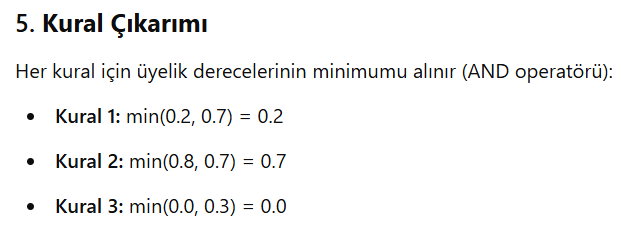 5. Kural Çıkarımı
Her kural için üyelik derecelerinin minimumu alınır (AND operatörü):
• Kural 1: min(0.2, 0.7) = 0.2
• Kural 2: min(0.8, 0.7) = 0.7
• Kural 3: min(0.0, 0.3) = 0.0